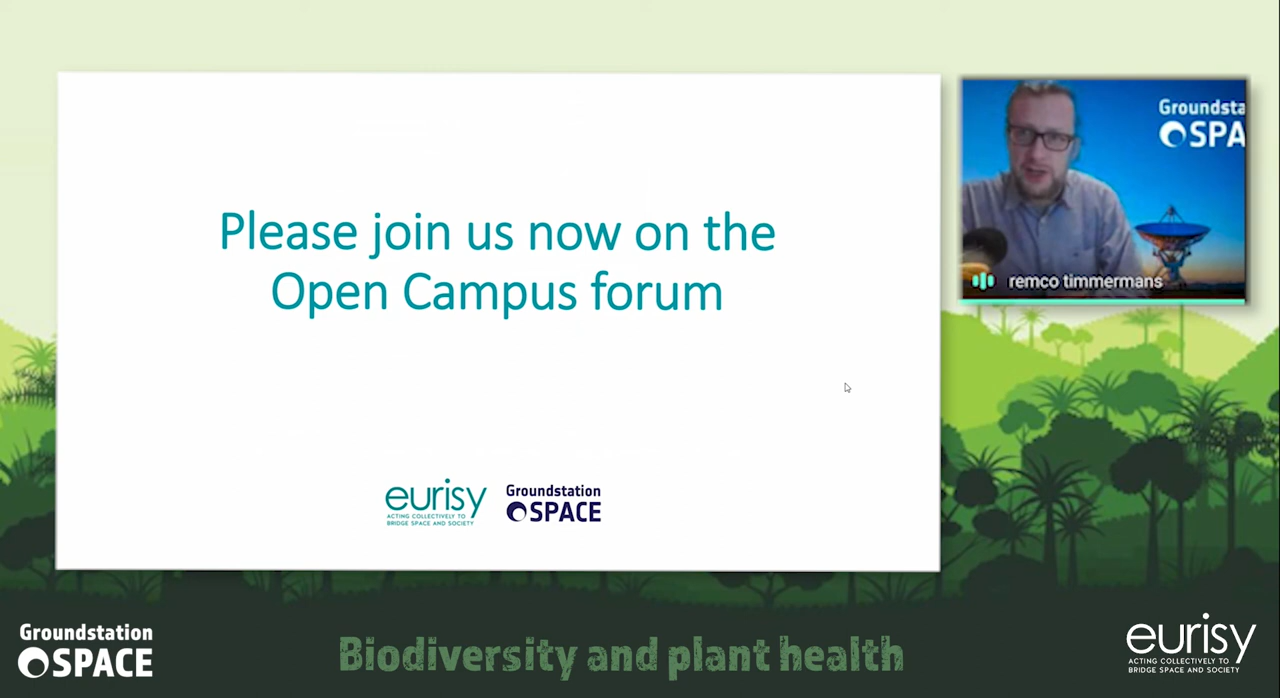 Please join us now on the
Open Campus forum
eurisy
ACTING COLLECTIVELY TO
BRIDGE SPACE AND SOCIETY
Groundstation
SPACE
Groundsta
SPA
remco timmermans
Groundstation
SPACE
Biodiversity and plant health
eurisy
ACTING COLLECTIVELY TO
BRIDGE SPACE AND SOCIETY